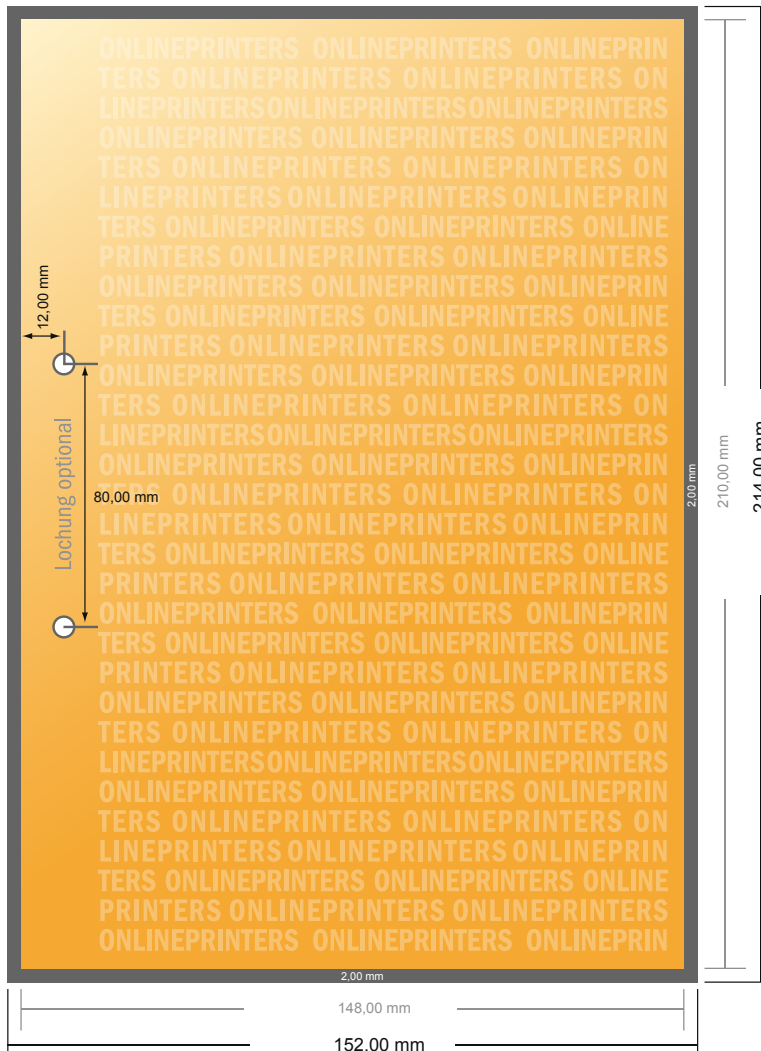 ONLINEPRINTERS ONLINEPRINTERS ONLINEPRIN
TERS ONLINEPRINTERS ONLINEPRINTERS ON
LINEPRINTERSONLINEPRINTERSONLINEPRINTERS
ONLINEPRINTERS ONLINEPRINTERS ONLINEPRIN
TERS ONLINEPRINTERS ONLINEPRINTERS ON
LINEPRINTERS ONLINEPRINTERS ONLINEPRIN
TERS ONLINEPRINTERS ONLINEPRINTERS ONLINE
PRINTERS ONLINEPRINTERS ONLINEPRINTERS
ONLINEPRINTERS ONLINEPRINTERS ONLINEPRIN
TERS ONLINEPRINTERS ONLINEPRINTERS ONLINE
PRINTERS ONLINEPRINTERS ONLINEPRINTERS
ONLINEPRINTERS ONLINEPRINTERS ONLINEPRIN
TERS ONLINEPRINTERS ONLINEPRINTERS ON
LINEPRINTERSONLINEPRINTERSONLINEPRINTERS
ONLINEPRINTERS ONLINEPRINTERS ONLINEPRIN
TERS ONLINEPRINTERS ONLINEPRINTERS ON
LINEPRINTERS ONLINEPRINTERS ONLINEPRIN
TERS ONLINEPRINTERS ONLINEPRINTERS ONLINE
PRINTERS ONLINEPRINTERS ONLINEPRINTERS
ONLINEPRINTERS ONLINEPRINTERS ONLINEPRIN
TERS ONLINEPRINTERS ONLINEPRINTERS ONLINE
PRINTERS ONLINEPRINTERS ONLINEPRINTERS
ONLINEPRINTERS ONLINEPRINTERS ONLINEPRIN
TERS ONLINEPRINTERS ONLINEPRINTERS ON
LINEPRINTERSONLINEPRINTERSONLINEPRINTERS
ONLINEPRINTERS ONLINEPRINTERS ONLINEPRIN
TERS ONLINEPRINTERS ONLINEPRINTERS ON
LINEPRINTERS ONLINEPRINTERS ONLINEPRIN
TERS ONLINEPRINTERS ONLINEPRINTERS ONLINE
PRINTERS ONLINEPRINTERS ONLINEPRINTERS
ONLINEPRINTERS ONLINEPRINTERS ONLINEPRIN
12,00 mm
Lochung optional
80,00 mm
2,00 mm
210,00 mm
214,00 mm
2,00 mm
148,00 mm
152,00 mm